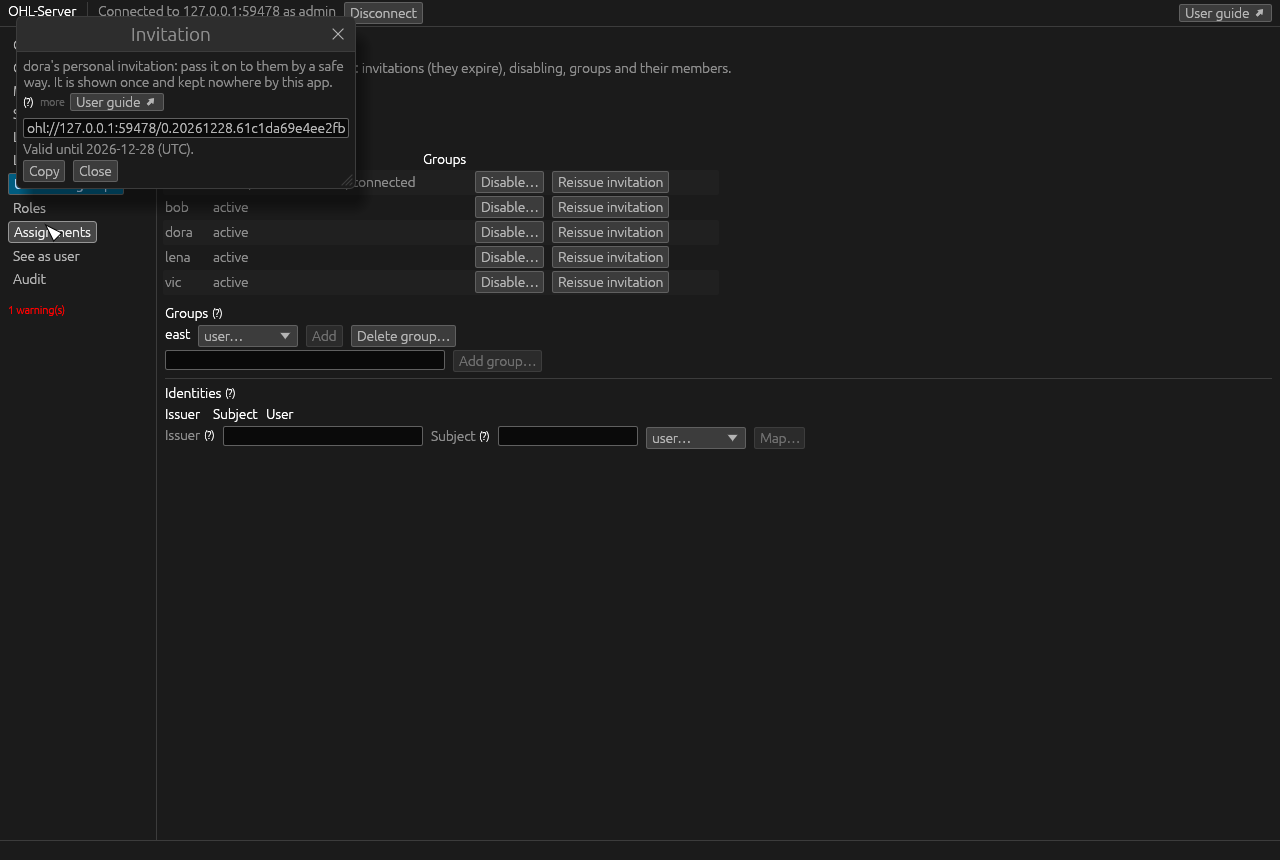 OHL-Server Connected to 127.0.0.1:59478 as admin Disconnect User guide
Invitation
dora's personal invitation: pass it on to them by a safe
way. It is shown once and kept nowhere by this app.
invitations (they expire), disabling, groups and their members.
(?) more User guide
ohl://127.0.0.1:59478/0.20261228.61c1da69e4ee2fb
Valid until 2026-12-28 (UTC).
Copy Close
Groups
connected Disable... Reissue invitation
bob active Disable... Reissue invitation
dora active Disable... Reissue invitation
lena active Disable... Reissue invitation
vic active Disable... Reissue invitation
Roles
Assignments
See as user
Audit
1 warning(s)
Groups (?)
east user... Add Delete group...
Add group...
Identities (?)
Issuer Subject User
Issuer (?) Subject (?) user... Map...